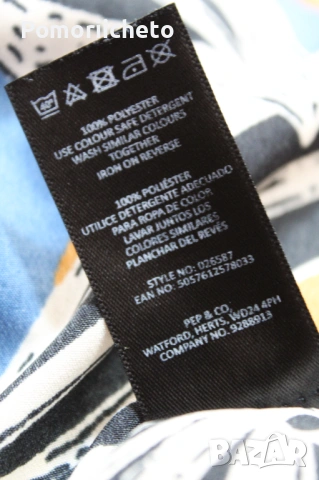 Pomoriicheto
40°
100% POLYESTER
USE COLOUR SAFE DETERGENT
WASH SIMILAR COLOURS
TOGETHER
IRON ON REVERSE
100% POLIÉSTER
UTILICE DETERGENTE ADECUADO
PARA ROPA DE COLOR
LAVAR JUNTOS LOS
COLORES SIMILARES
PLANCHAR DEL REVÉS
STYLE NO: 026587
EAN NO: 5057612578033
PEP & CO.
WATFORD, HERTS, WD24 4PH
COMPANY NO. 9288913
BAZAR